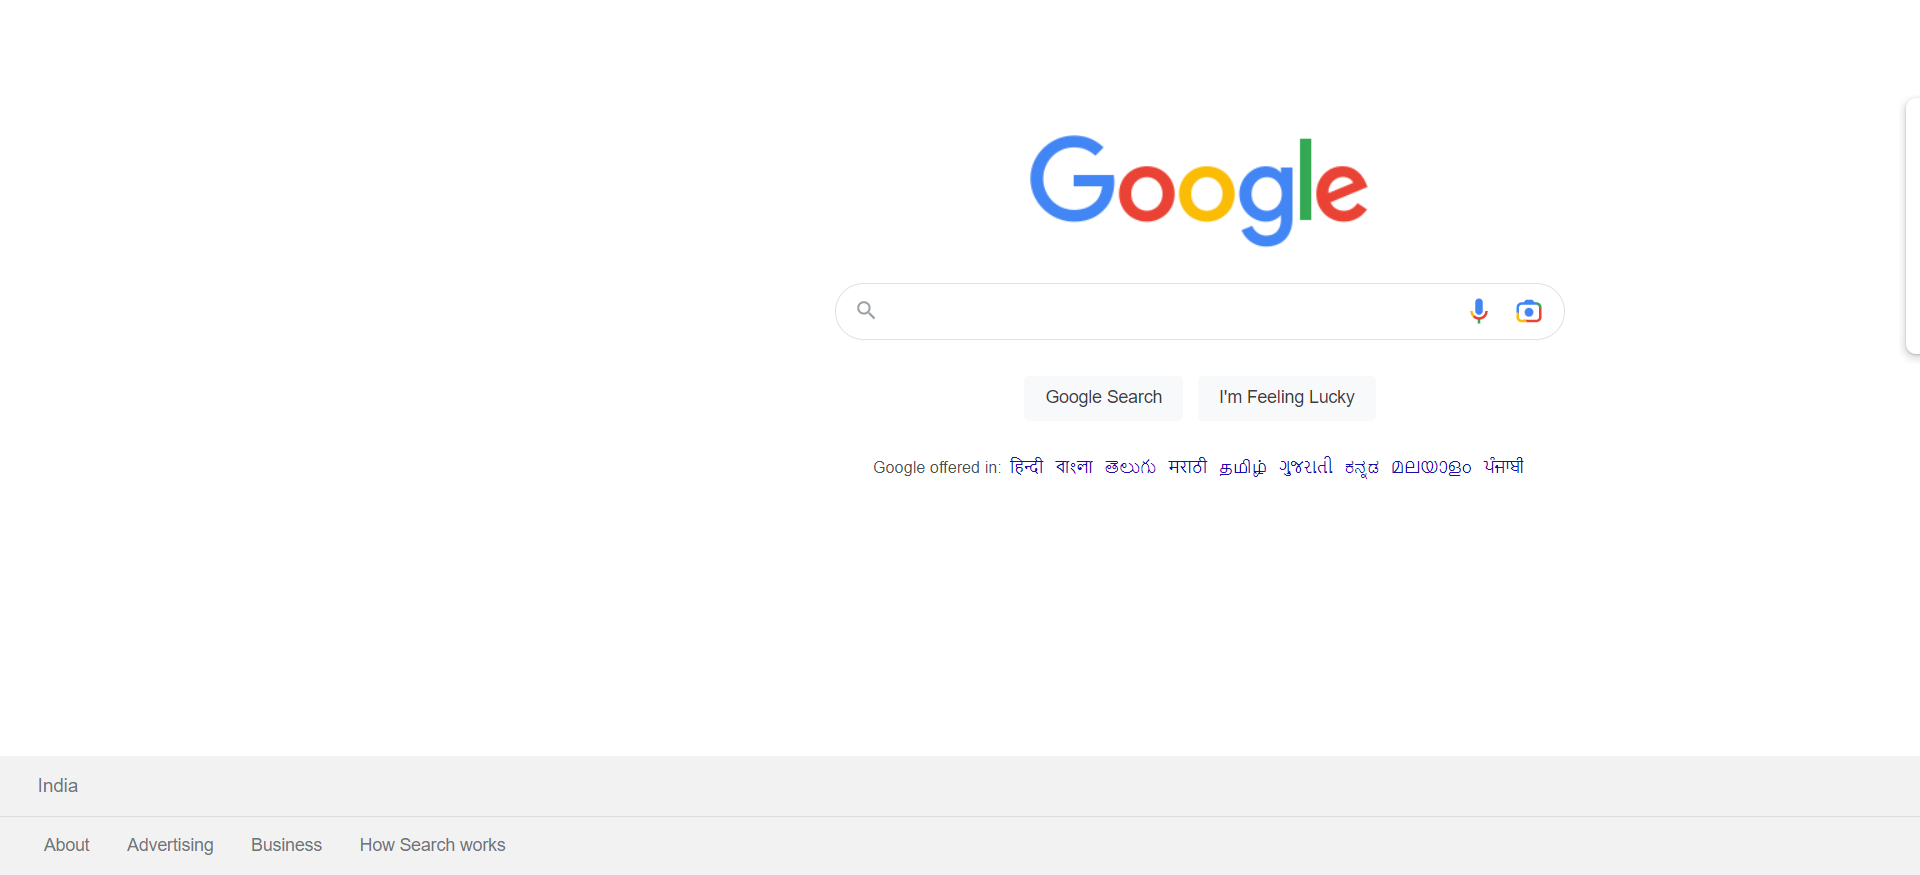 Google
Google Search I'm Feeling Lucky
Google offered in: हिन्दी বাংলা తెలుగు मराठी தமிழ் ગુજરાતી ಕನ್ನಡ മലയാളം ਪੰਜਾਬੀ
India
About Advertising Business How Search works